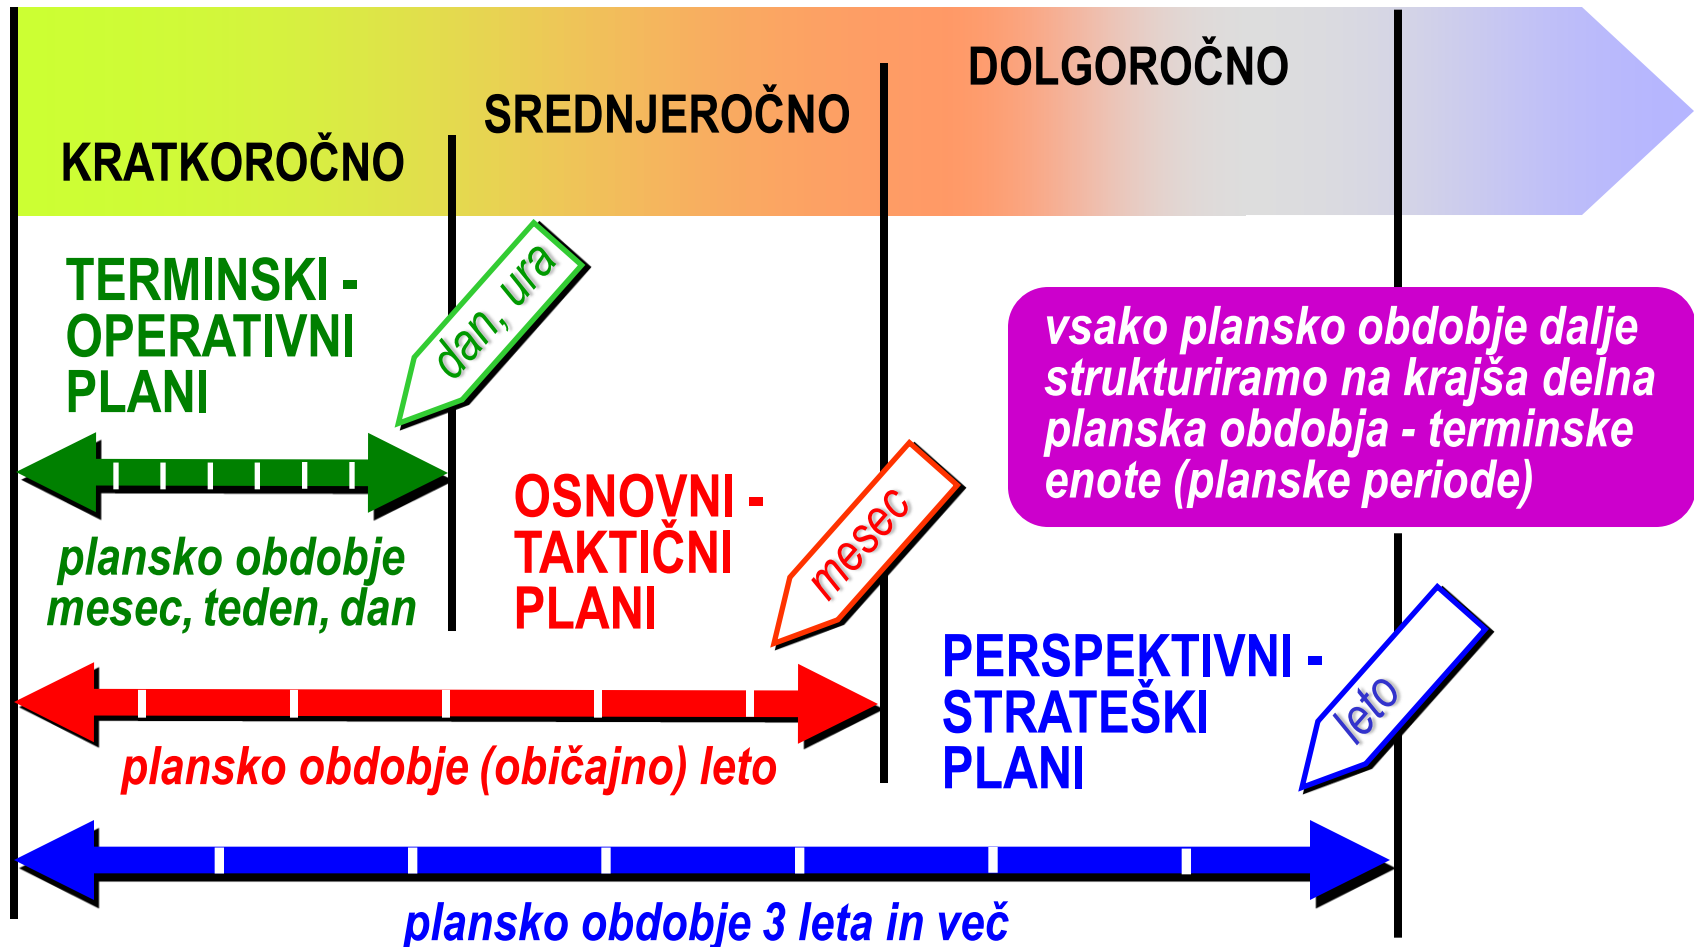 DOLGOROČNO
SREDNJEROČNO
KRATKOROČNO
TERMINSKI -
OPERATIVNI
PLANI
dan, ura
vsako plansko obdobje dalje
strukturiramo na krajša delna
planska obdobja - terminske
enote (planske periode)
plansko obdobje
mesec, teden, dan
OSNOVNI -
TAKTIČNI
PLANI
mesec
plansko obdobje (običajno) leto
PERSPEKTIVNI -
STRATEŠKI
PLANI
leto
plansko obdobje 3 leta in več